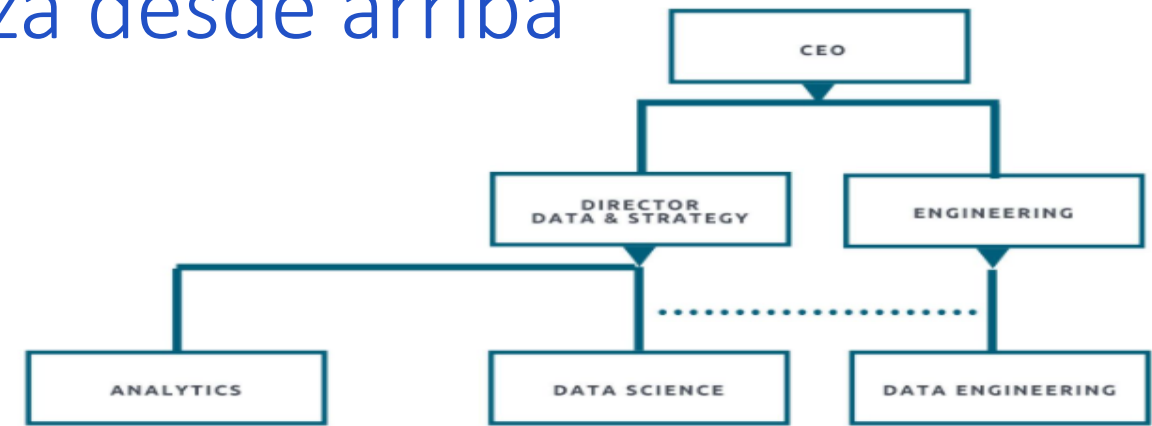 za desde arriba
CEO
DIRECTOR
DATA & STRATEGY
ENGINEERING
ANALYTICS
DATA SCIENCE
DATA ENGINEERING